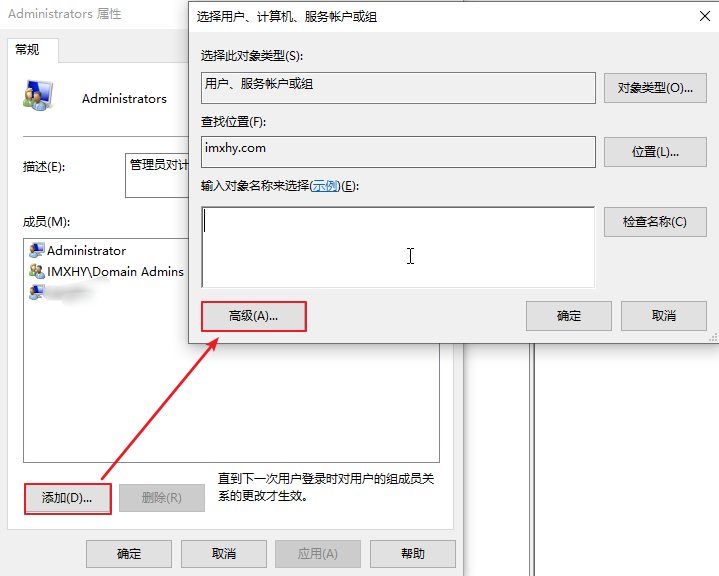 Administrators 属性
常规
Administrators
描述(E):
管理员对计
成员(M):
Administrator
IMXHY\Domain Admins
添加(D)...
删除(R)
直到下一次用户登录时对用户的组成员关
系的更改才生效。
确定
取消
应用(A)
帮助
选择用户、计算机、服务帐户或组
选择此对象类型(S):
用户、服务帐户或组
对象类型(O)...
查找位置(F):
imxhy.com
位置(L)...
输入对象名称来选择(示例)(E):
检查名称(C)
高级(A)...
确定
取消